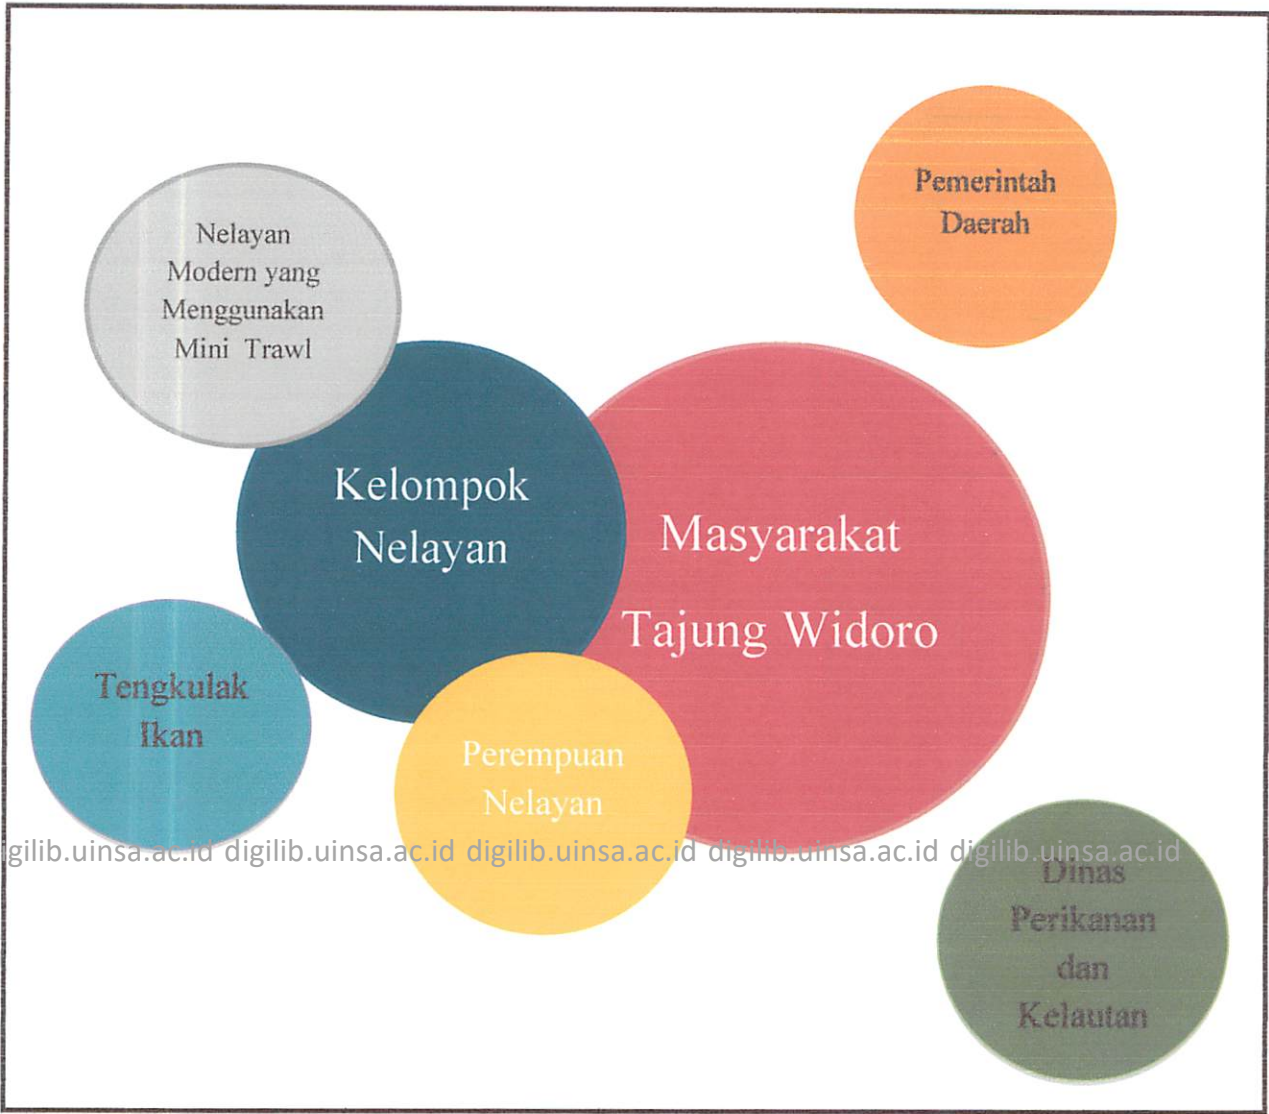 Pemerintah
Daerah
Nelayan
Modern yang
Menggunakan
Mini Trawl
Kelompok
Nelayan
Masyarakat
Tajung Widoro
Tengkulak
Ikan
Perempuan
Nelayan
gilib.uinsa.ac.id digilib.uinsa.ac.id digilib.uinsa.ac.id digilib.uinsa.ac.id digilib.uinsa.ac.id
Dinas
Perikanan
dan
Kelautan